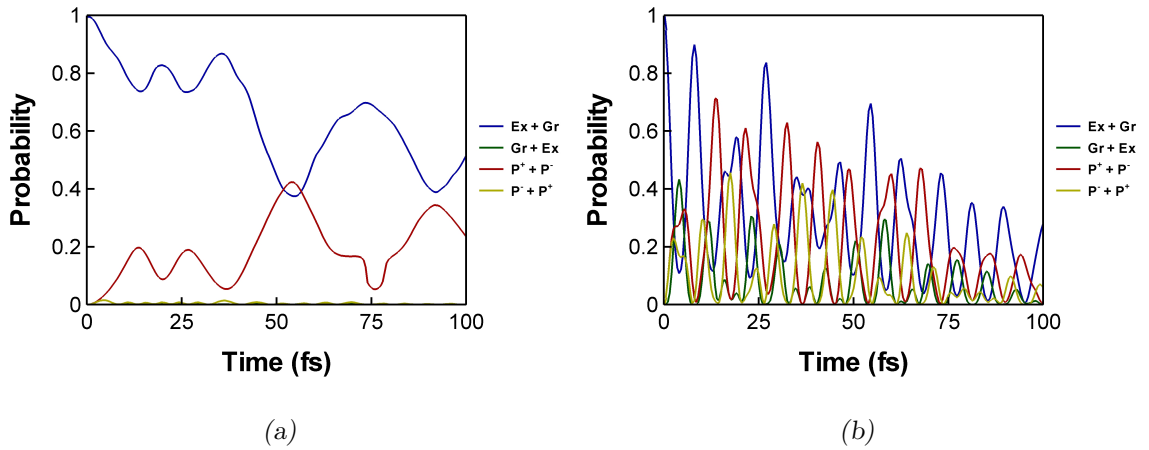 1
0.8
0.6
0.4
0.2
0
0
25
50
75
100
Probability
Time (fs)
Ex + Gr
Gr + Ex
P⁺ + P⁻
P⁻ + P⁺
(a)
1
0.8
0.6
0.4
0.2
0
0
25
50
75
100
Probability
Time (fs)
Ex + Gr
Gr + Ex
P⁺ + P⁻
P⁻ + P⁺
(b)